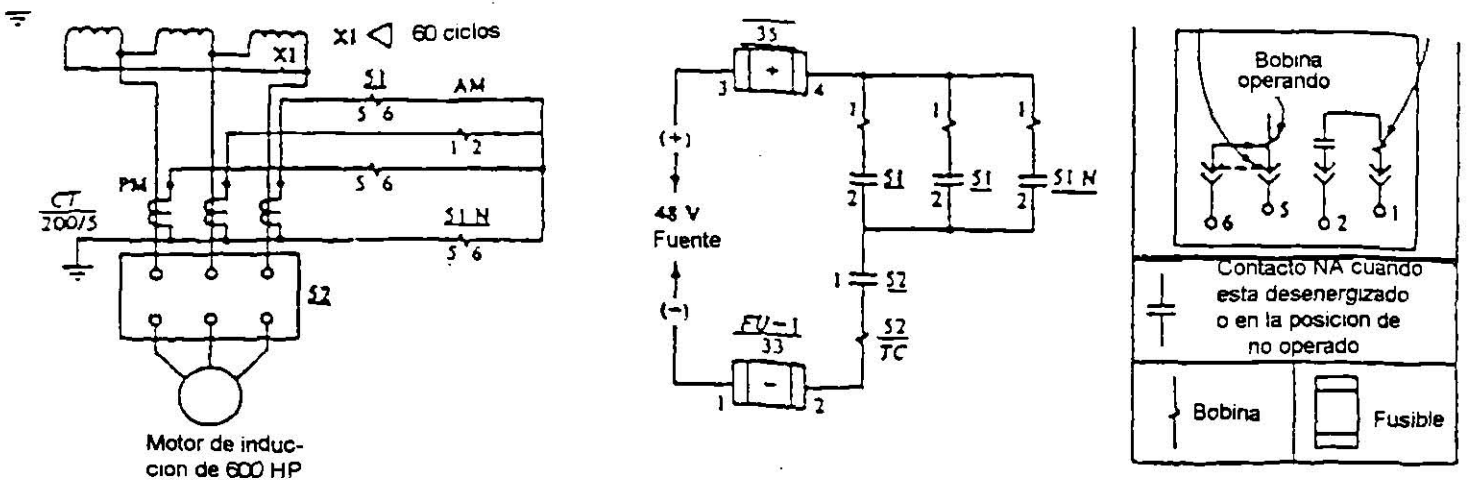 X1 60 ciclos
X1
51
AM
5 6
1 2
PM
5 6
CT
200/5
51 N
5 6
52
Motor de induc-
cion de 600 HP
35
+
3 4
(+)
1 1 1
51 51 51 N
2 2 2
48 V
Fuente
1 52
(-)
FU-1
33
52
TC
-
1 2
Bobina
operando
6 5 2 1
Contacto NA cuando
esta desenergizado
o en la posicion de
no operado
Bobina
Fusible